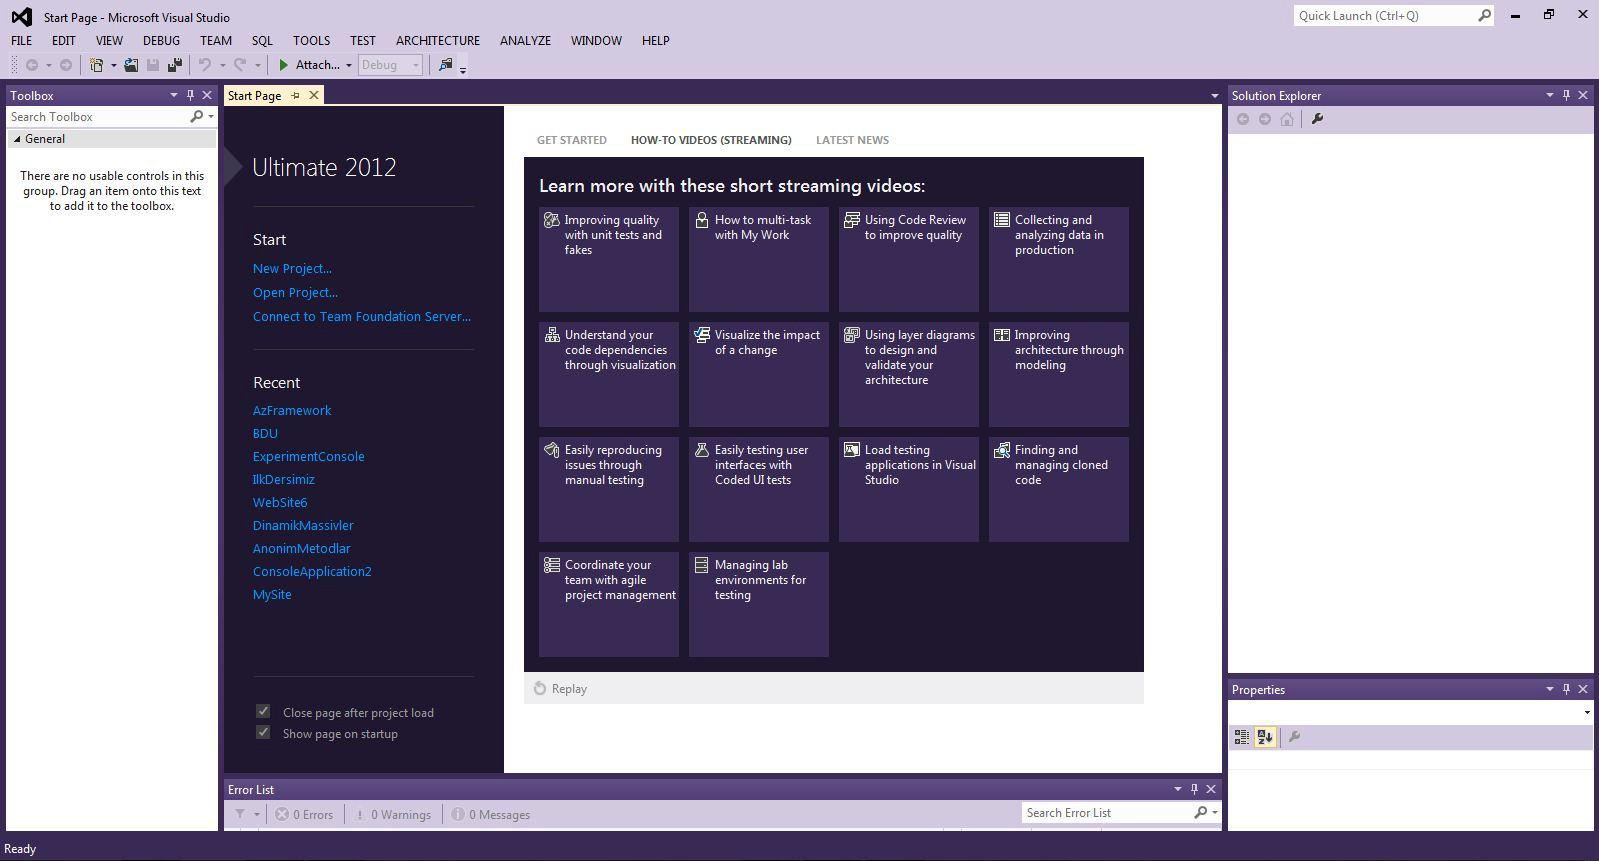 Start Page - Microsoft Visual Studio
Quick Launch (Ctrl+Q)
FILE EDIT VIEW DEBUG TEAM SQL TOOLS TEST ARCHITECTURE ANALYZE WINDOW HELP
Attach... Debug
Toolbox
Search Toolbox
General
There are no usable controls in this
group. Drag an item onto this text
to add it to the toolbox.
Start Page
Ultimate 2012
Start
New Project...
Open Project...
Connect to Team Foundation Server...
Recent
AzFramework
BDU
ExperimentConsole
IlkDersimiz
WebSite6
DinamikMassivler
AnonimMetodlar
ConsoleApplication2
MySite
Close page after project load
Show page on startup
GET STARTED HOW-TO VIDEOS (STREAMING) LATEST NEWS
Learn more with these short streaming videos:
Improving quality
with unit tests and
fakes
How to multi-task
with My Work
Using Code Review
to improve quality
Collecting and
analyzing data in
production
Understand your
code dependencies
through visualization
Visualize the impact
of a change
Using layer diagrams
to design and
validate your
architecture
Improving
architecture through
modeling
Easily reproducing
issues through
manual testing
Easily testing user
interfaces with
Coded UI tests
Load testing
applications in Visual
Studio
Finding and
managing cloned
code
Coordinate your
team with agile
project management
Managing lab
environments for
testing
Replay
Solution Explorer
Properties
Error List
0 Errors 0 Warnings 0 Messages
Search Error List
Ready